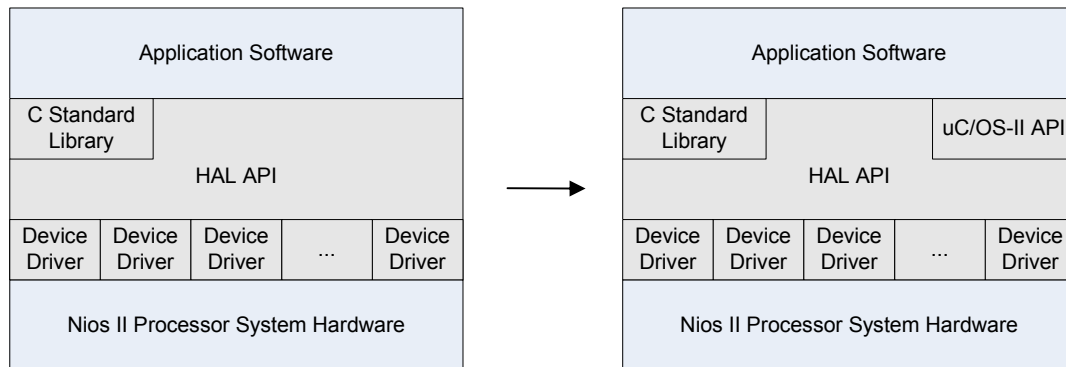 Application Software
C Standard
Library
HAL API
Device
Driver
Device
Driver
Device
Driver
...
Device
Driver
Nios II Processor System Hardware
Application Software
C Standard
Library
uC/OS-II API
HAL API
Device
Driver
Device
Driver
Device
Driver
...
Device
Driver
Nios II Processor System Hardware